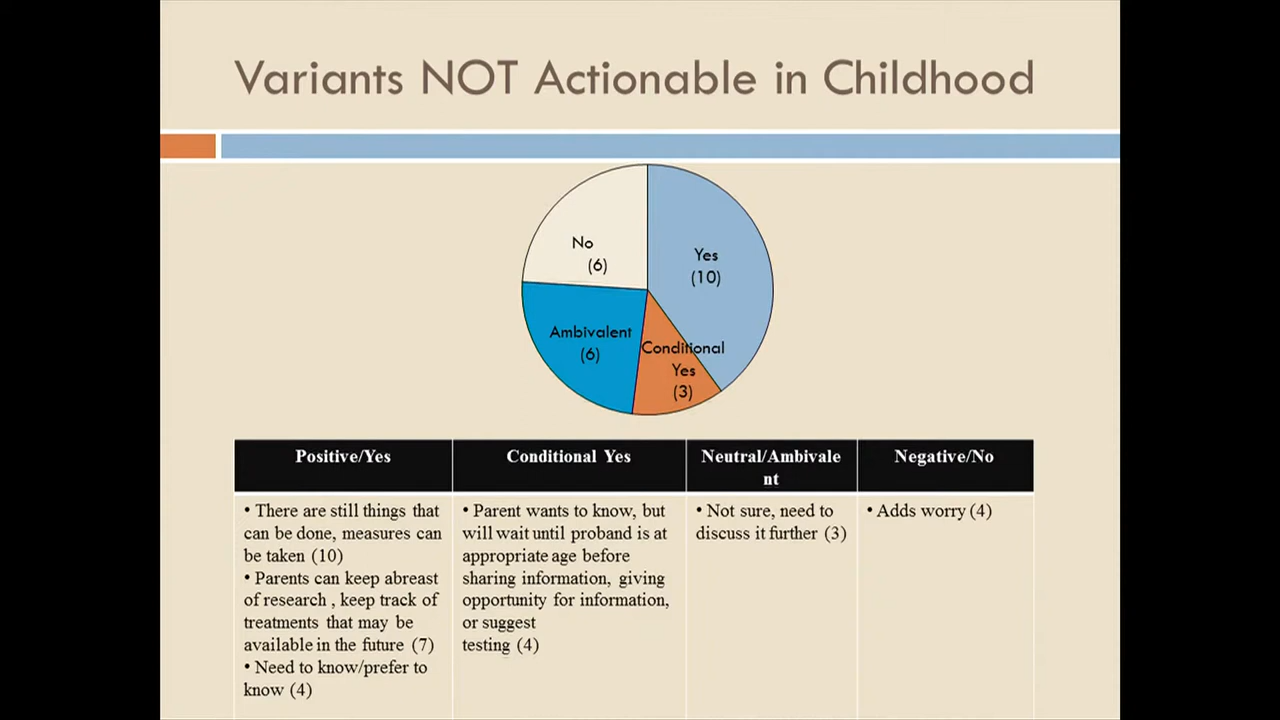 Variants NOT Actionable in Childhood
No
(6)
Yes
(10)
Ambivalent
(6)
Conditional
Yes
(3)
Positive/Yes
Conditional Yes
Neutral/Ambivale
nt
Negative/No
• There are still things that
can be done, measures can
be taken (10)
• Parents can keep abreast
of research , keep track of
treatments that may be
available in the future (7)
• Need to know/prefer to
know (4)
• Parent wants to know, but
will wait until proband is at
appropriate age before
sharing information, giving
opportunity for information,
or suggest
testing (4)
• Not sure, need to
discuss it further (3)
• Adds worry (4)